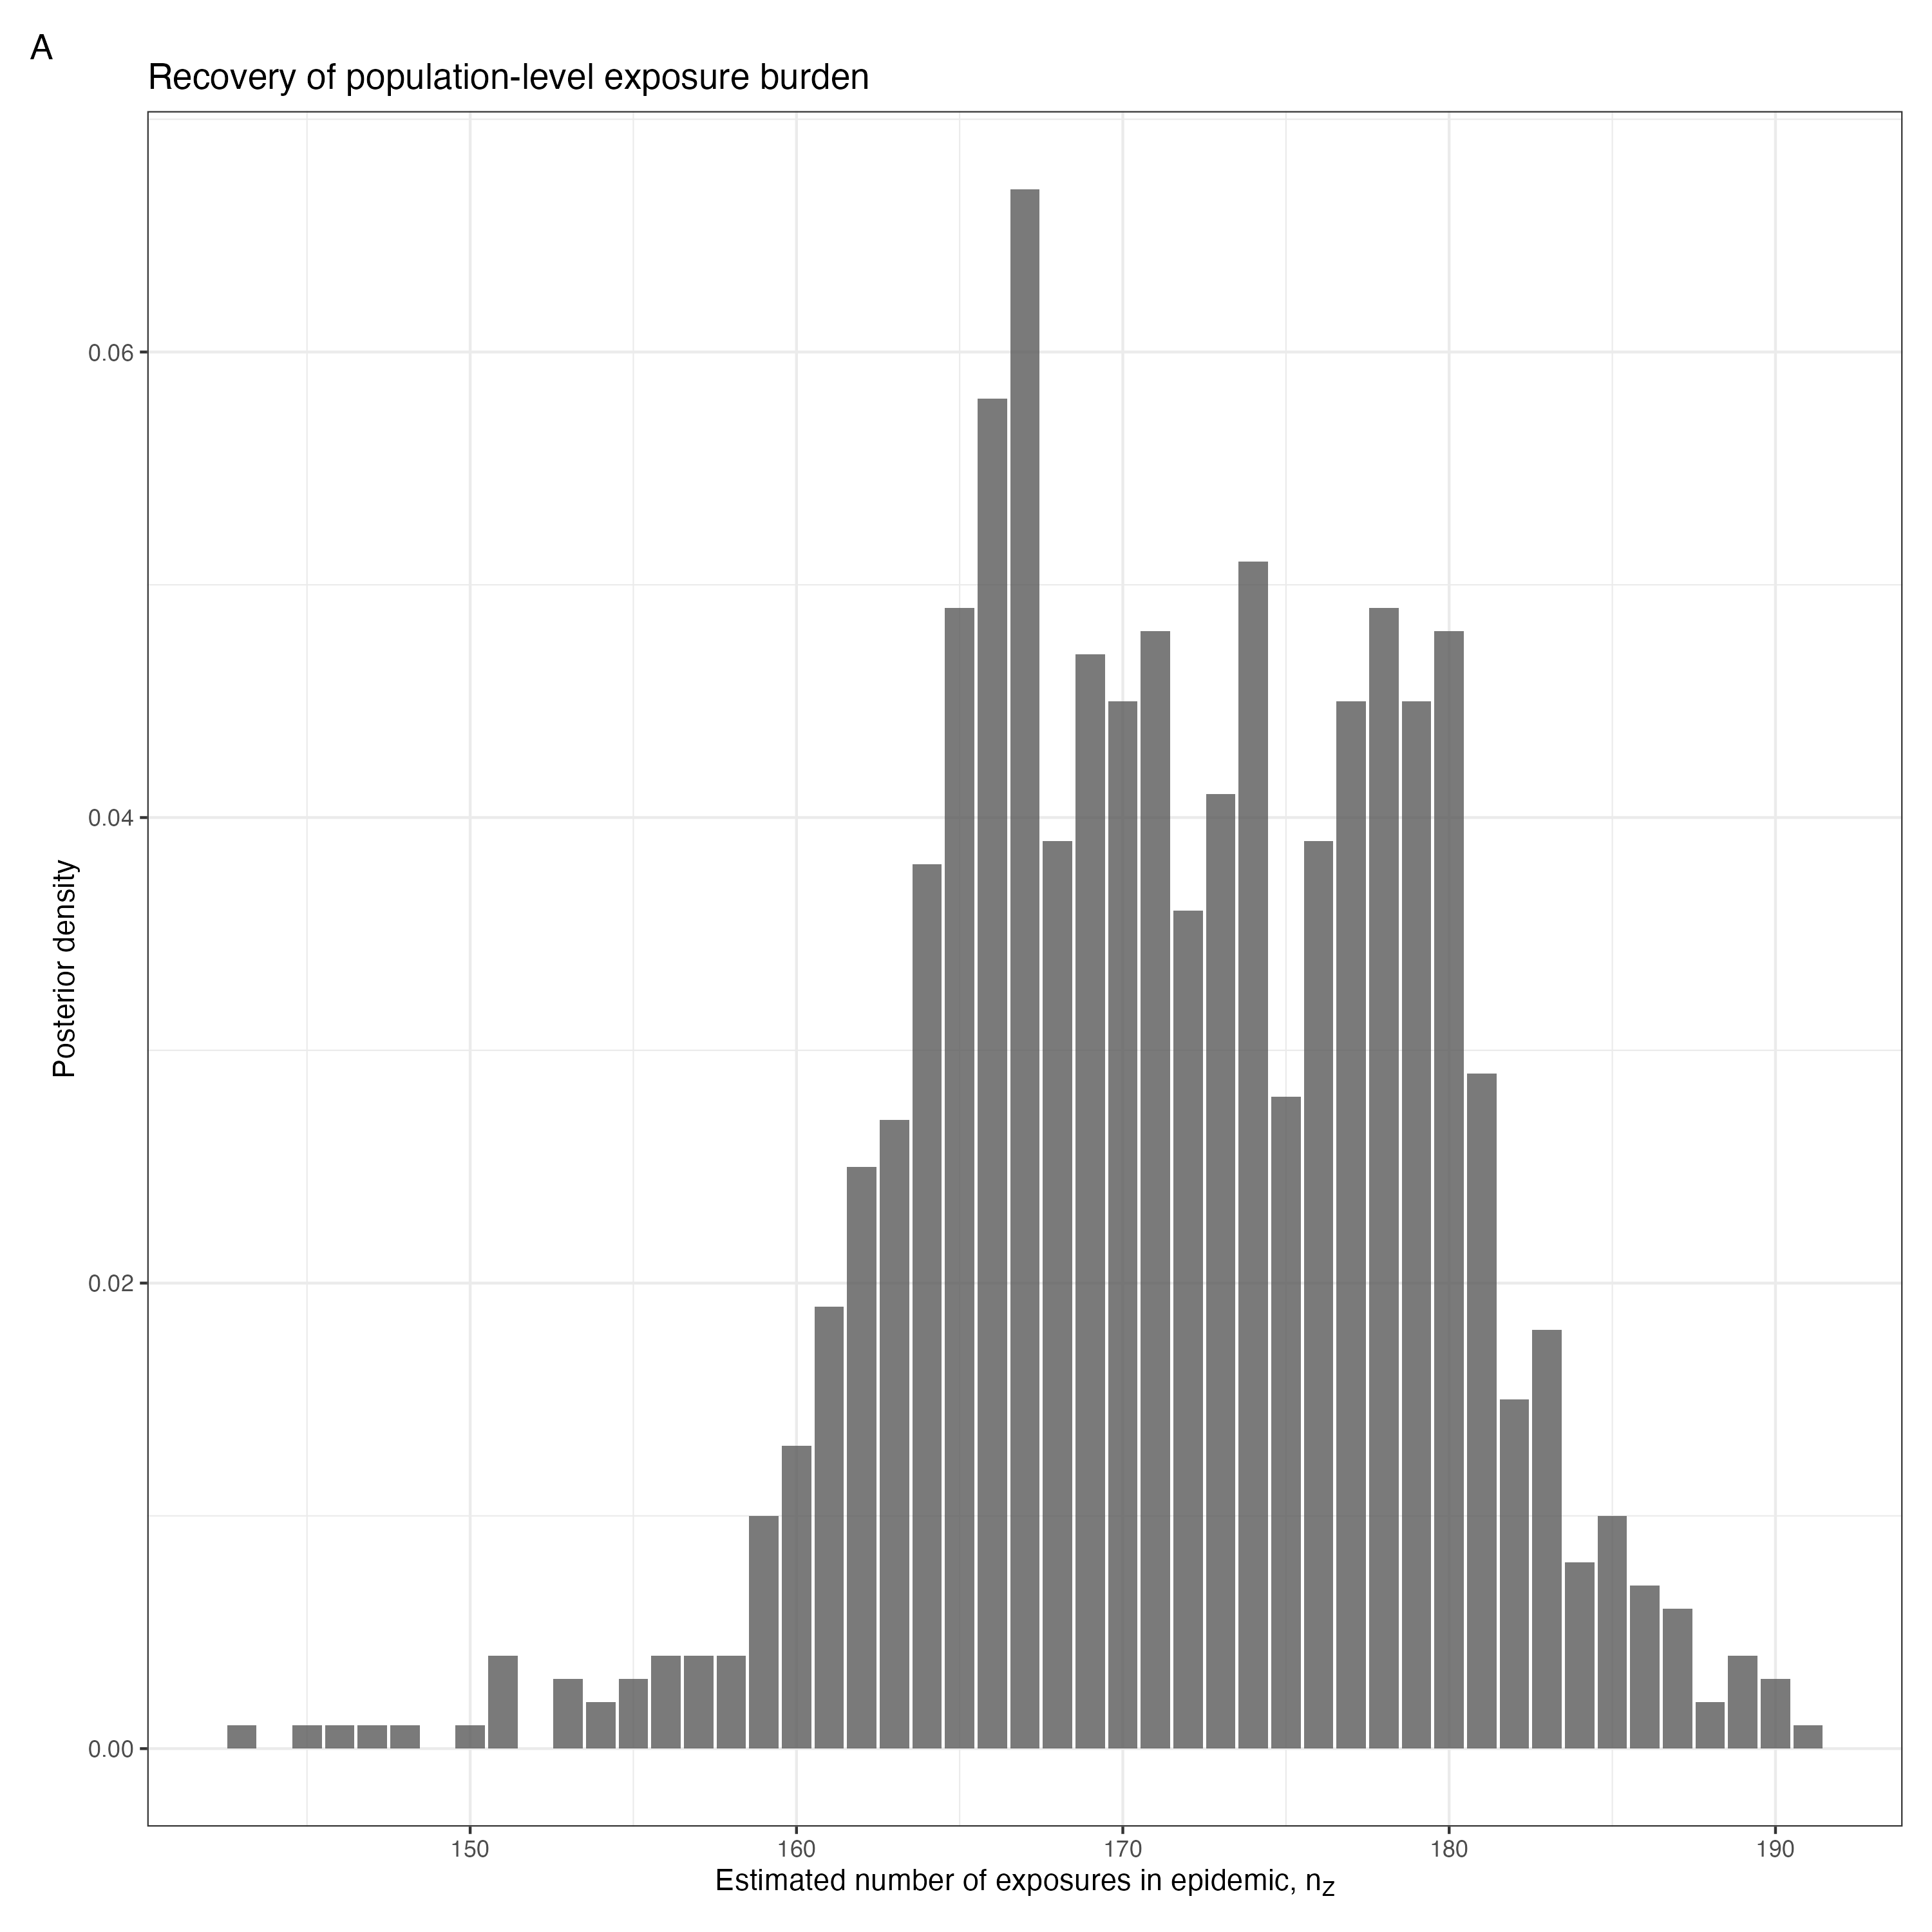 A
Recovery of population-level exposure burden
0.06
0.04
0.02
0.00
Posterior density
150 160 170 180 190
Estimated number of exposures in epidemic, nZ